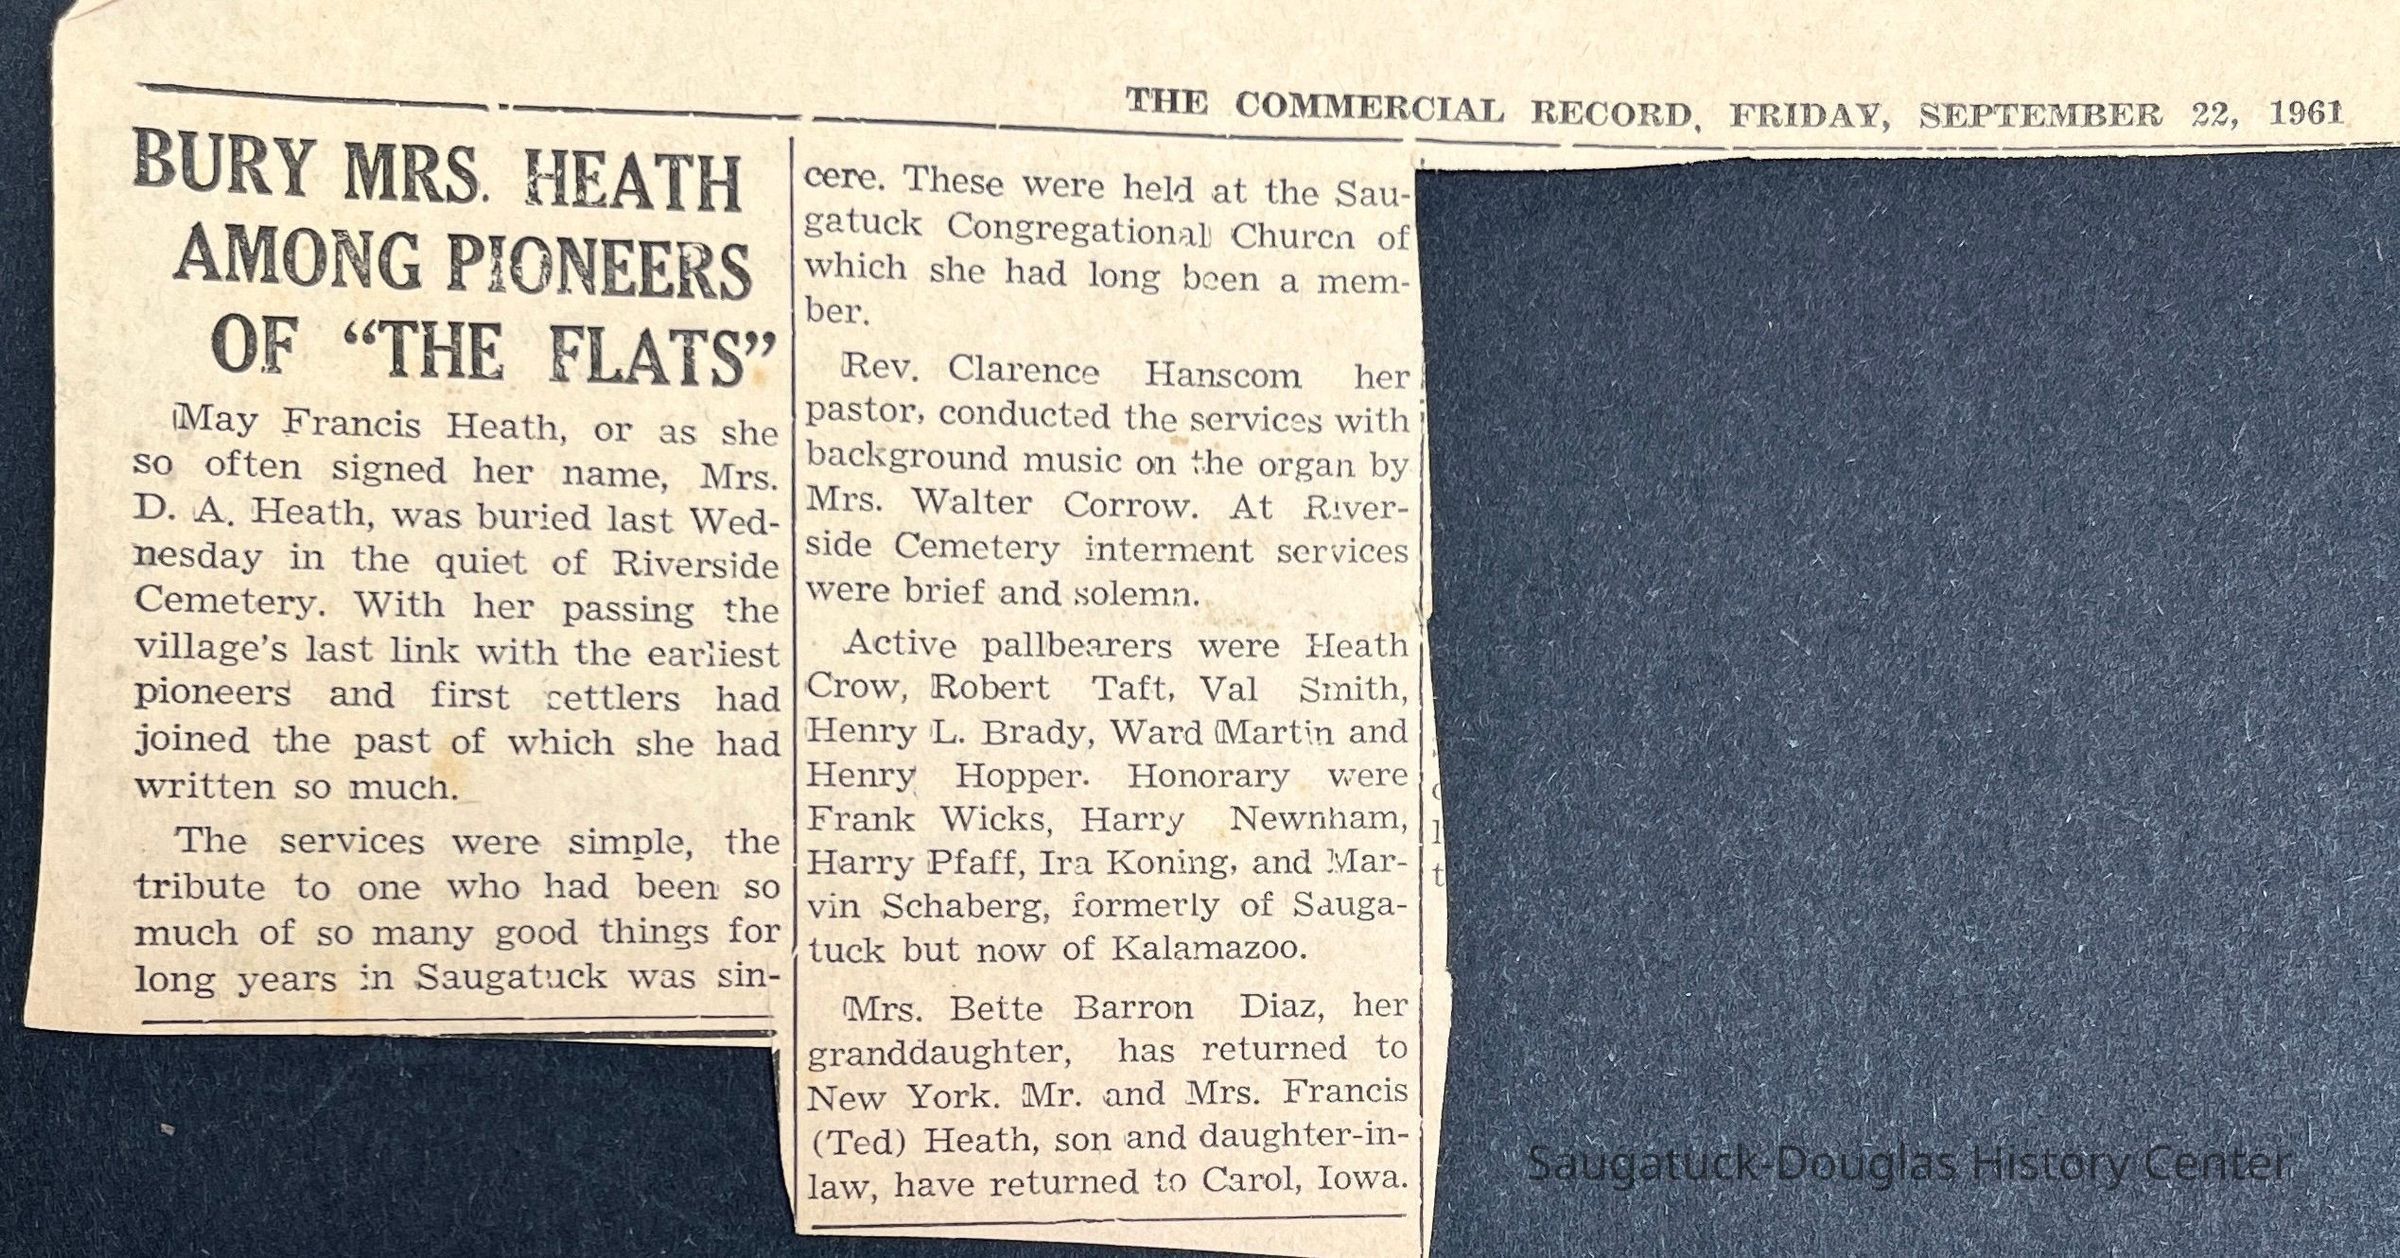 THE COMMERCIAL RECORD, FRIDAY, SEPTEMBER 22, 1961
BURY MRS. HEATH
AMONG PIONEERS
OF “THE FLATS”
May Francis Heath, or as she
so often signed her name, Mrs.
D. A. Heath, was buried last Wed-
nesday in the quiet of Riverside
Cemetery. With her passing the
village's last link with the earliest
pioneers and first settlers had
joined the past of which she had
written so much.
The services were simple, the
tribute to one who had been so
much of so many good things for
long years in Saugatuck was sin-
cere. These were held at the Sau-
gatuck Congregational Church of
which she had long been a mem-
ber.
Rev. Clarence Hanscom her
pastor, conducted the services with
background music on the organ by
Mrs. Walter Corrow. At River-
side Cemetery interment services
were brief and solemn.
Active pallbearers were Heath
Crow, Robert Taft, Val Smith,
Henry L. Brady, Ward Martin and
Henry Hopper. Honorary were
Frank Wicks, Harry Newnham,
Harry Pfaff, Ira Koning, and Mar-
vin Schaberg, formerly of Sauga-
tuck but now of Kalamazoo.
Mrs. Bette Barron Diaz, her
granddaughter, has returned to
New York. Mr. and Mrs. Francis
(Ted) Heath, son and daughter-in-
law, have returned to Carol, Iowa.
Saugatuck-Douglas History Center